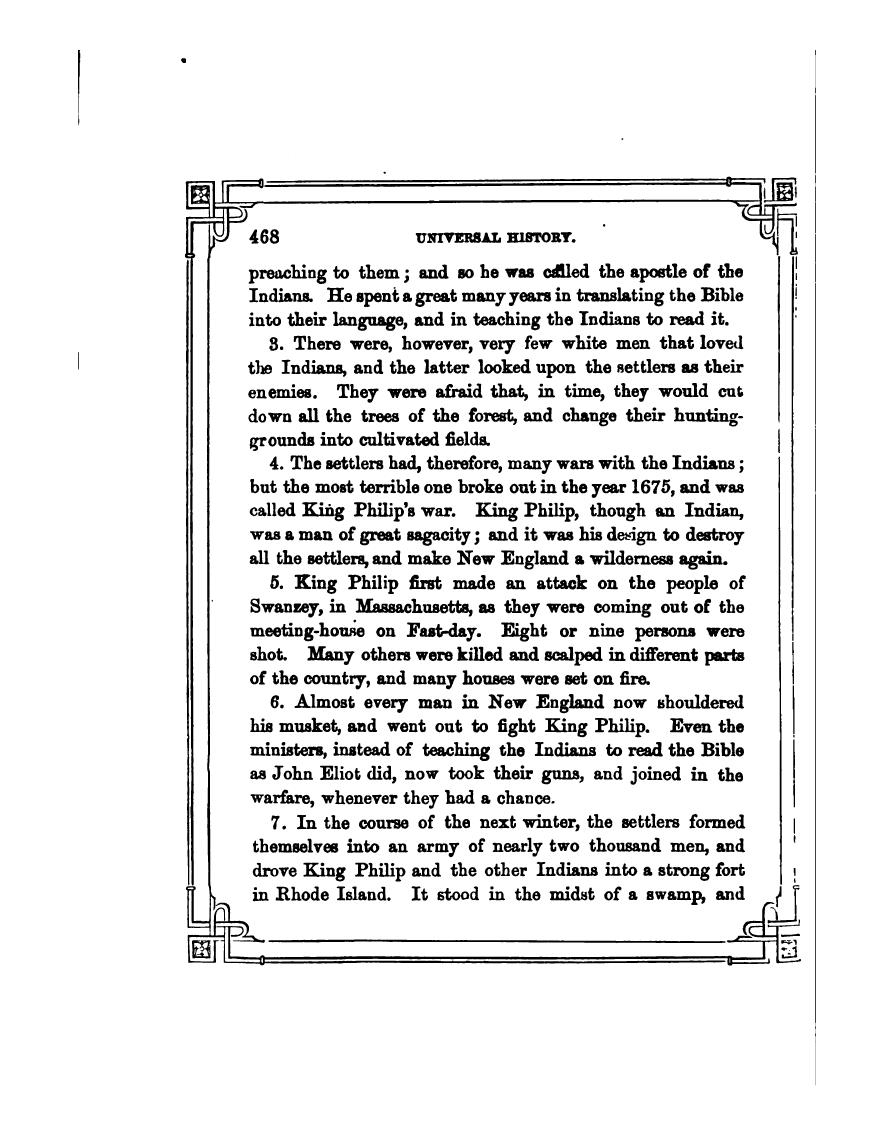 468 UNIVERSAL HISTORY.
preaching to them; and so he was called the apostle of the
Indians. He spent a great many years in translating the Bible
into their language, and in teaching the Indians to read it.
3. There were, however, very few white men that loved
the Indians, and the latter looked upon the settlers as their
enemies. They were afraid that, in time, they would cut
down all the trees of the forest, and change their hunting-
grounds into cultivated fields.
4. The settlers had, therefore, many wars with the Indians;
but the most terrible one broke out in the year 1675, and was
called King Philip's war. King Philip, though an Indian,
was a man of great sagacity; and it was his design to destroy
all the settlers, and make New England a wilderness again.
5. King Philip first made an attack on the people of
Swanzey, in Massachusetts, as they were coming out of the
meeting-house on Fast-day. Eight or nine persons were
shot. Many others were killed and scalped in different parts
of the country, and many houses were set on fire.
6. Almost every man in New England now shouldered
his musket, and went out to fight King Philip. Even the
ministers, instead of teaching the Indians to read the Bible
as John Eliot did, now took their guns, and joined in the
warfare, whenever they had a chance.
7. In the course of the next winter, the settlers formed
themselves into an army of nearly two thousand men, and
drove King Philip and the other Indians into a strong fort
in Rhode Island. It stood in the midst of a swamp, and